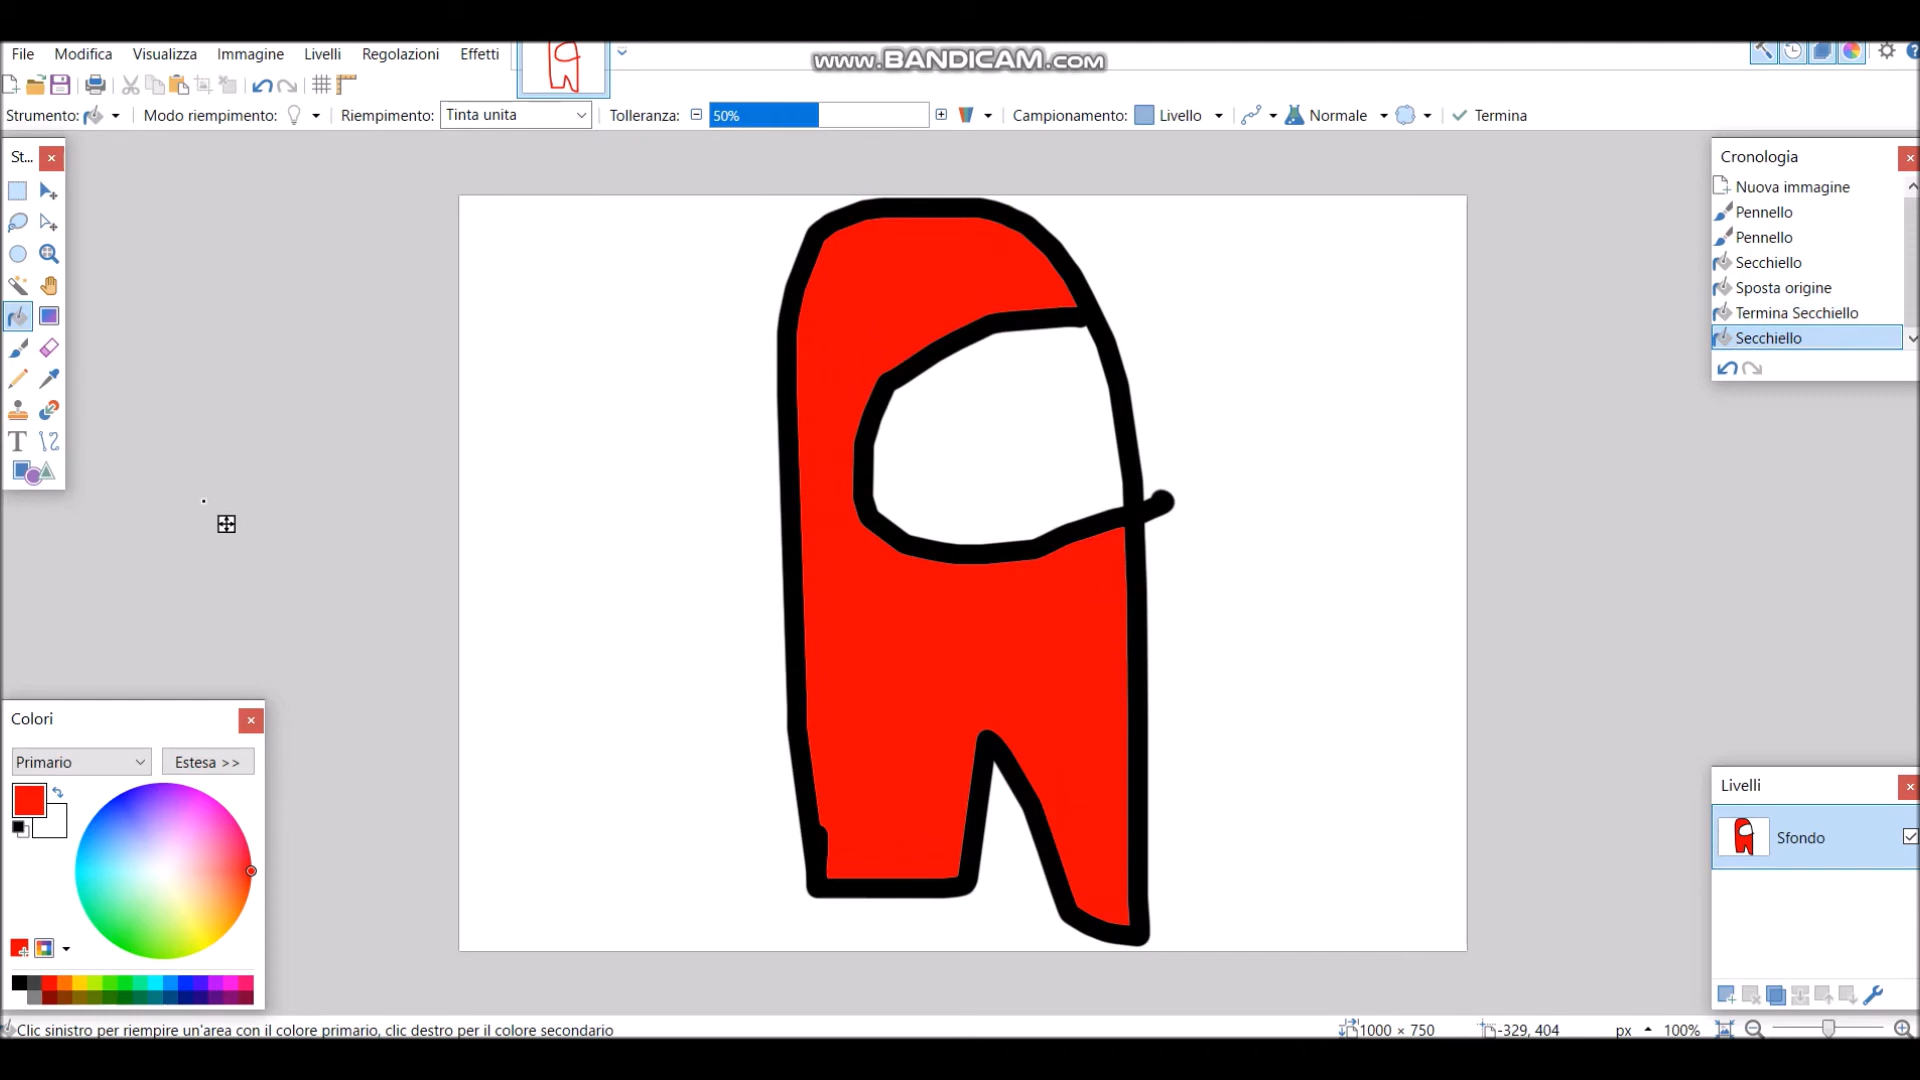 File Modifica Visualizza Immagine Livelli Regolazioni Effetti
www.BANDICAM.com
Strumento: Modo riempimento: Riempimento: Tinta unita Tolleranza: 50% Campionamento: Livello Normale Termina
St...
Cronologia
Nuova immagine
Pennello
Pennello
Secchiello
Sposta origine
Termina Secchiello
Secchiello
Colori
Primario Estesa >>
Livelli
Sfondo
Clic sinistro per riempire un'area con il colore primario, clic destro per il colore secondario 1000 × 750 -329, 404 px 100%